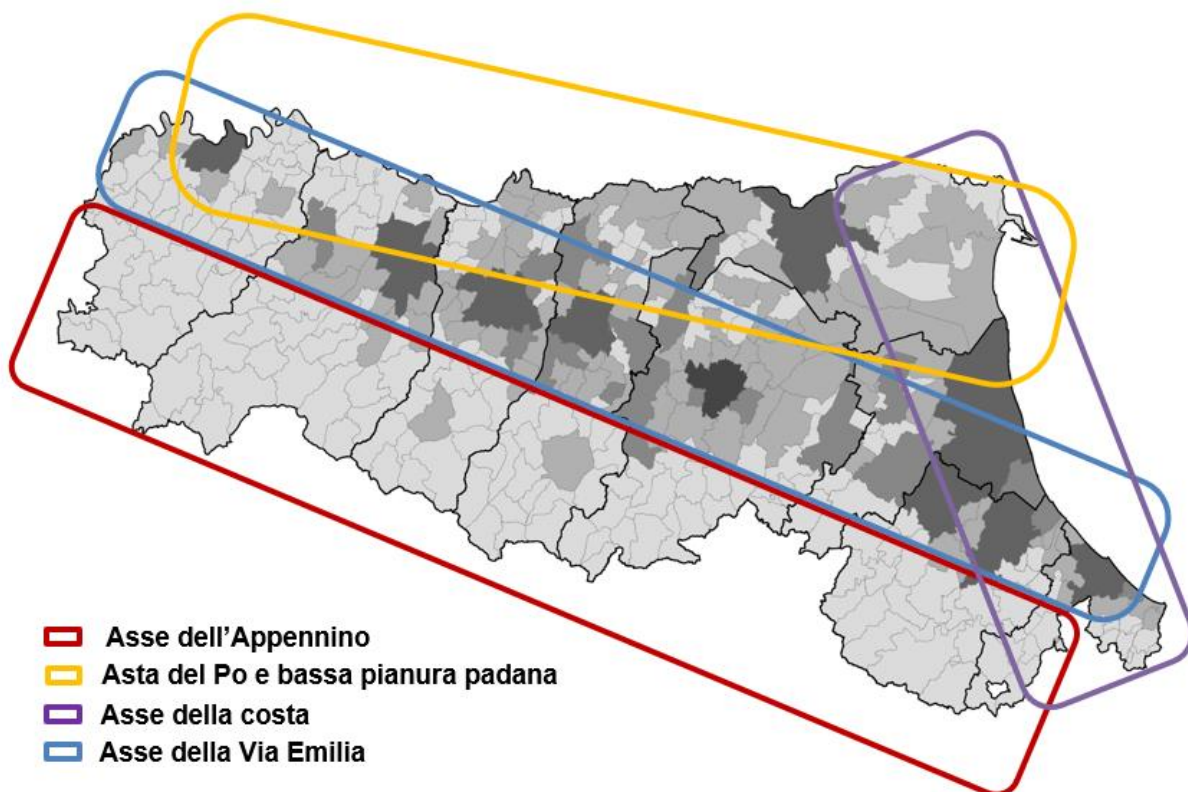 Asse dell'Appennino
Asta del Po e bassa pianura padana
Asse della costa
Asse della Via Emilia